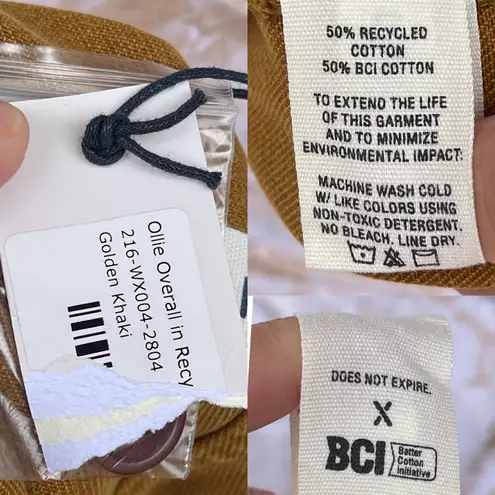 Ollie Overall in Recy
216-WX004-2804
Golden Khaki
50% RECYCLED
COTTON
50% BCI COTTON
TO EXTEND THE LIFE
OF THIS GARMENT
AND TO MINIMIZE
ENVIRONMENTAL IMPACT:
MACHINE WASH COLD
W/ LIKE COLORS USING
NON-TOXIC DETERGENT.
NO BLEACH. LINE DRY.
DOES NOT EXPIRE.
X
BCI
Better
Cotton
Initiative